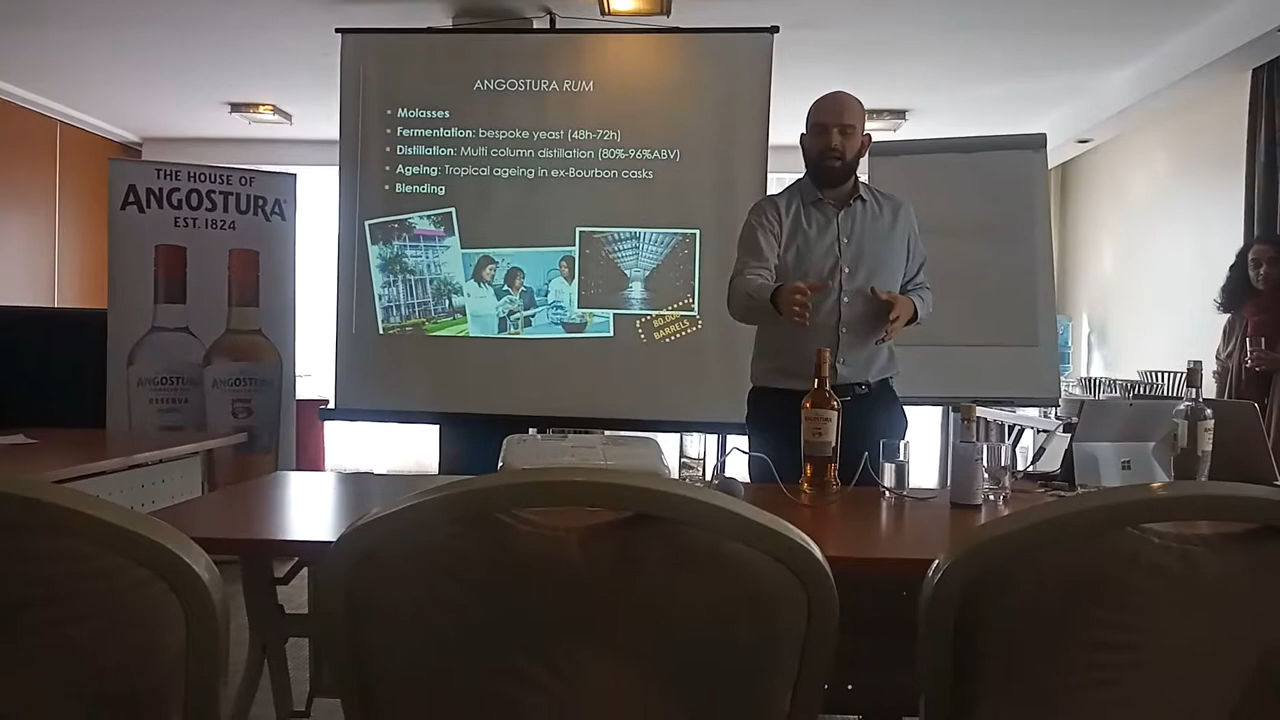 THE HOUSE OF
ANGOSTURA
EST. 1824
ANGOSTURA
RESERVA
ANGOSTURA
5
ANGOSTURA RUM
▪ Molasses
▪ Fermentation: bespoke yeast (48h-72h)
▪ Distillation: Multi column distillation (80%-96%ABV)
▪ Ageing: Tropical ageing in ex-Bourbon casks
▪ Blending
80.000
BARRELS
ANGOSTURA